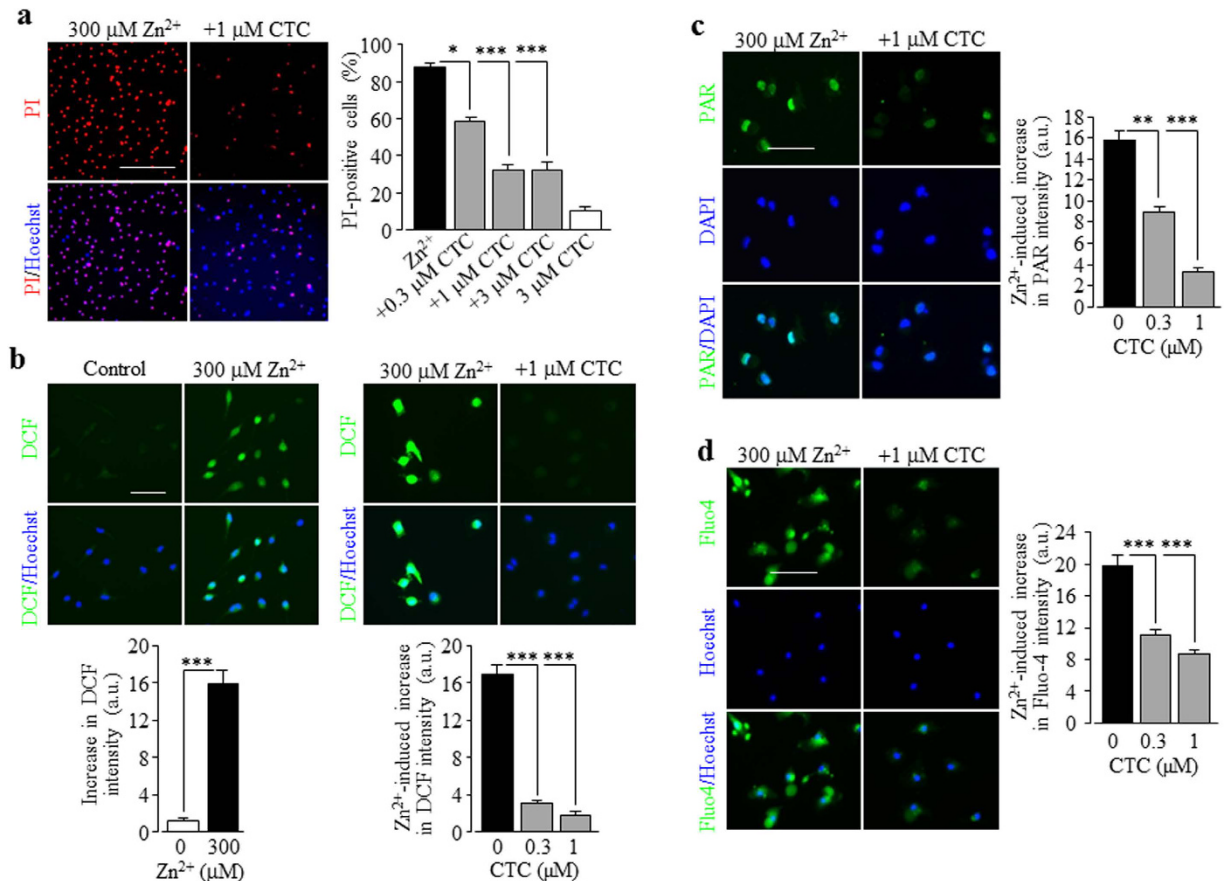 a
300 μM Zn²⁺ +1 μM CTC
PI
PI/Hoechst
PI-positive cells (%)
100
80
60
40
20
0
* *** ***
Zn²⁺
+0.3 μM CTC
+1 μM CTC
+3 μM CTC
3 μM CTC
b
Control 300 μM Zn²⁺
DCF
DCF/Hoechst
300 μM Zn²⁺ +1 μM CTC
DCF
DCF/Hoechst
Increase in DCF
intensity (a.u.)
20
16
12
8
4
0
***
0 300
Zn²⁺ (μM)
Zn²⁺-induced increase
in DCF intensity (a.u.)
20
16
12
8
4
0
*** ***
0 0.3 1
CTC (μM)
c
300 μM Zn²⁺ +1 μM CTC
PAR
DAPI
PAR/DAPI
Zn²⁺-induced increase
in PAR intensity (a.u.)
18
16
14
12
10
8
6
4
2
0
** ***
0 0.3 1
CTC (μM)
d
300 μM Zn²⁺ +1 μM CTC
Fluo4
Hoechst
Fluo4/Hoechst
Zn²⁺-induced increase
in Fluo-4 intensity (a.u.)
24
20
16
12
8
4
0
*** ***
0 0.3 1
CTC (μM)